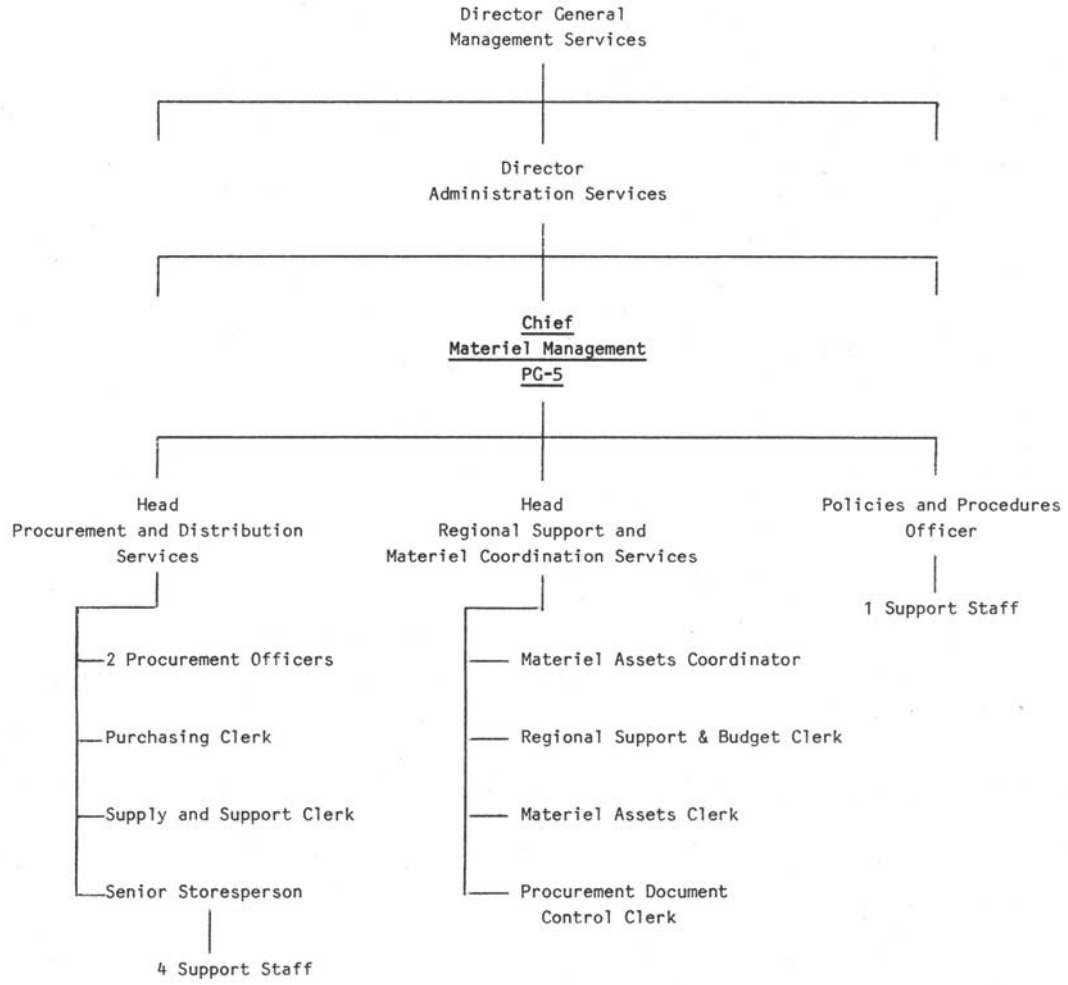 Director General
Management Services
Director
Administration Services
Chief
Materiel Management
PG-5
Head
Procurement and Distribution
Services
2 Procurement Officers
Purchasing Clerk
Supply and Support Clerk
Senior Storesperson
4 Support Staff
Head
Regional Support and
Materiel Coordination Services
Materiel Assets Coordinator
Regional Support & Budget Clerk
Materiel Assets Clerk
Procurement Document
Control Clerk
Policies and Procedures
Officer
1 Support Staff